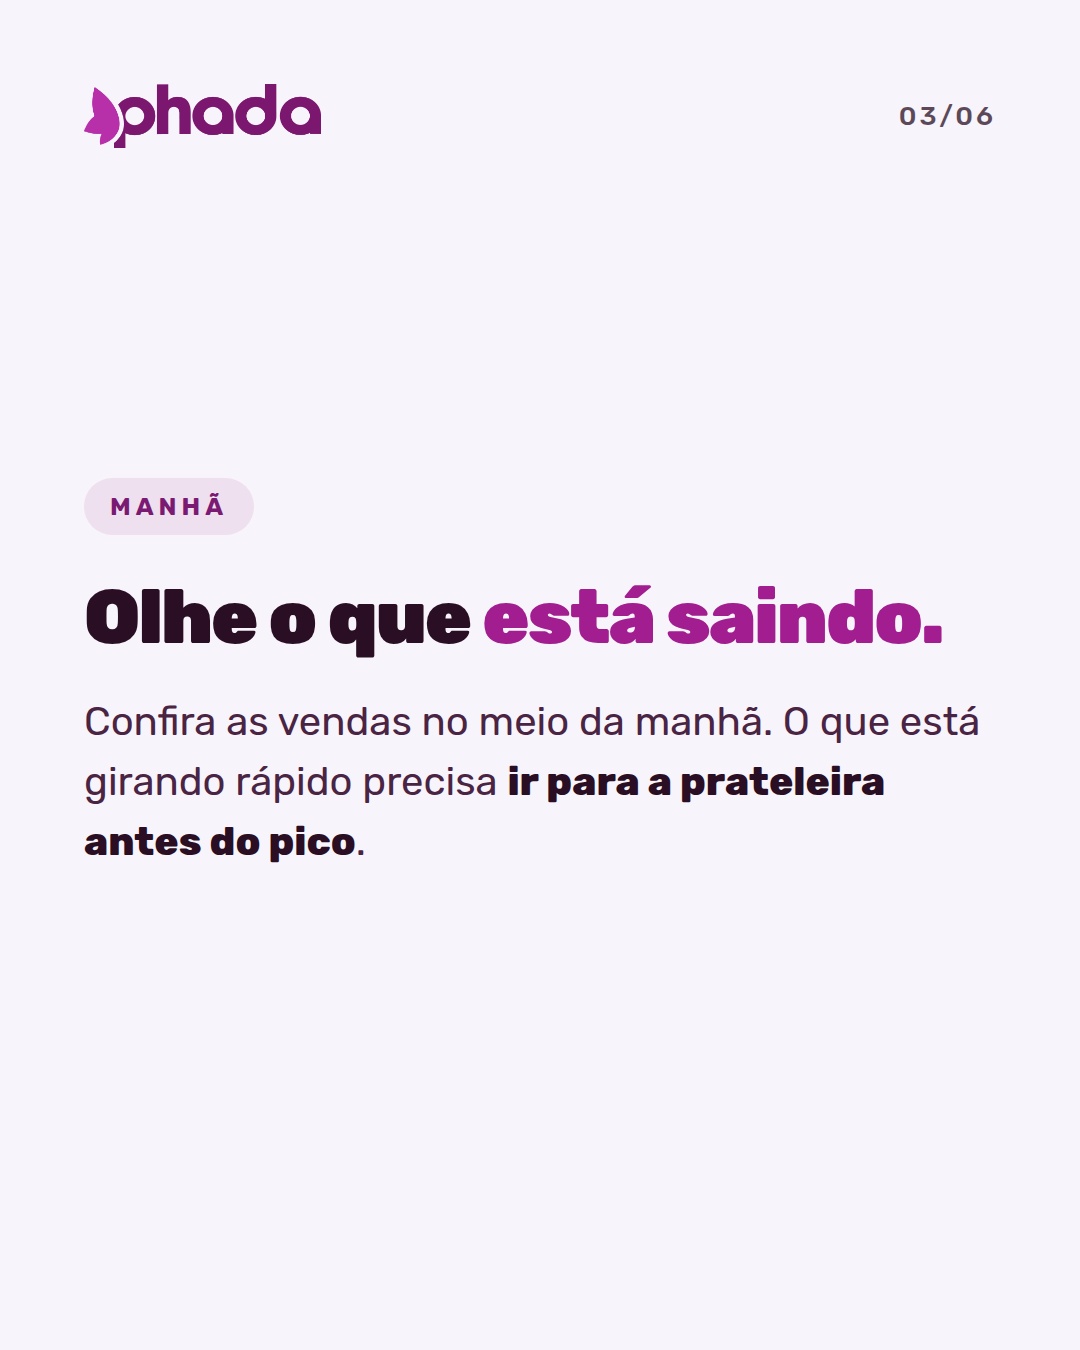 phada
03/06
MANHÃ
Olhe o que está saindo.
Confira as vendas no meio da manhã. O que está
girando rápido precisa ir para a prateleira
antes do pico.